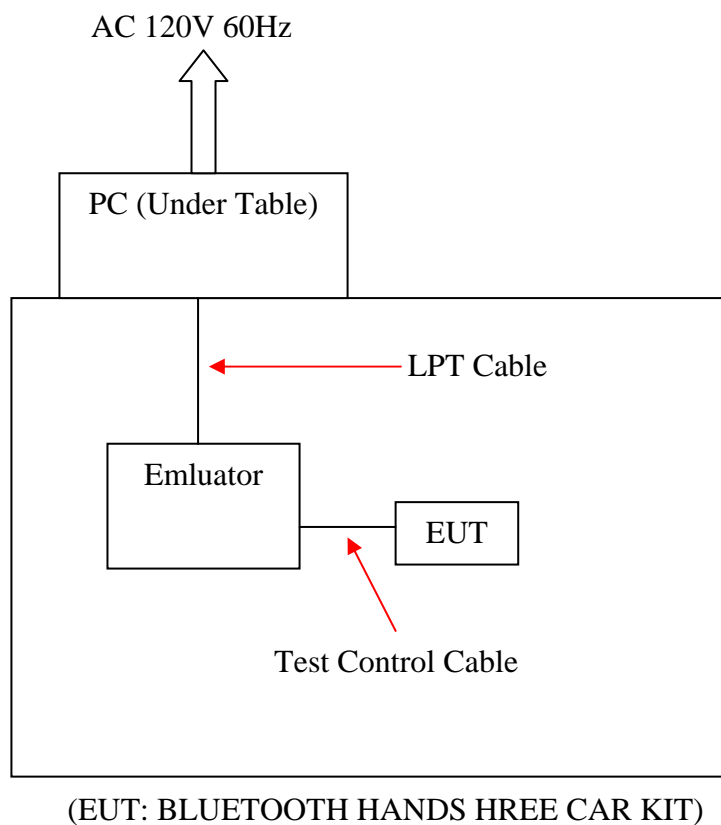 AC 120V 60Hz
PC (Under Table)
LPT Cable
Emluator
EUT
Test Control Cable
(EUT: BLUETOOTH HANDS HREE CAR KIT)